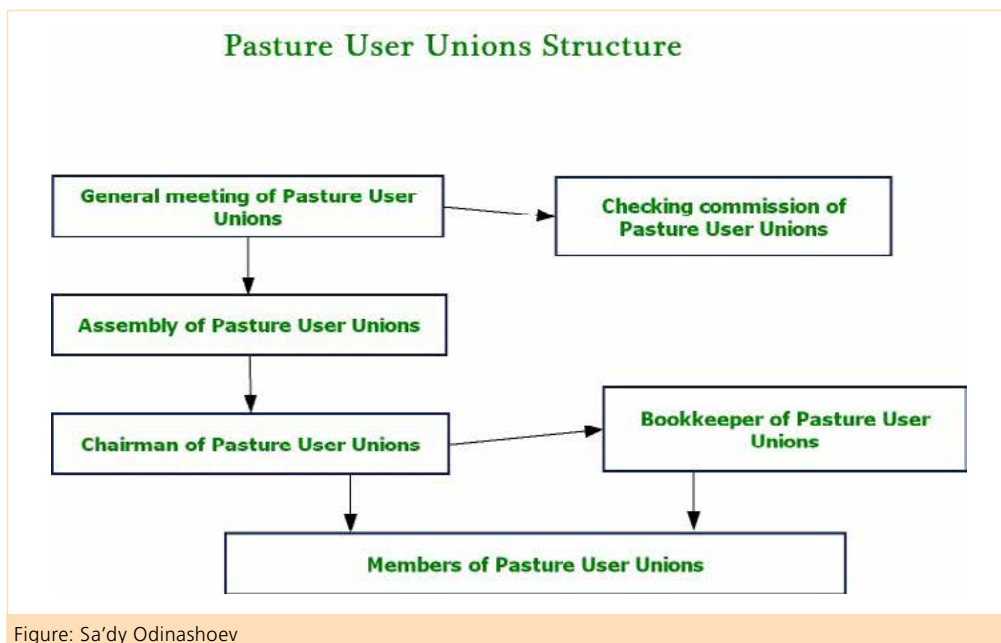 Pasture User Unions Structure
General meeting of Pasture User
Unions
Checking commission of
Pasture User Unions
Assembly of Pasture User Unions
Chairman of Pasture User Unions
Bookkeeper of Pasture User
Unions
Members of Pasture User Unions
Figure: Sa’dy Odinashoev